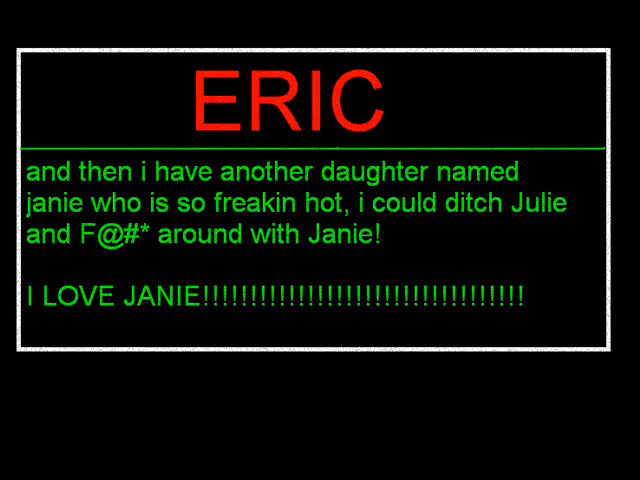 ERIC
and then i have another daughter named
janie who is so freakin hot, i could ditch Julie
and F@#* around with Janie!
I LOVE JANIE!!!!!!!!!!!!!!!!!!!!!!!!!!!!!!!!!!